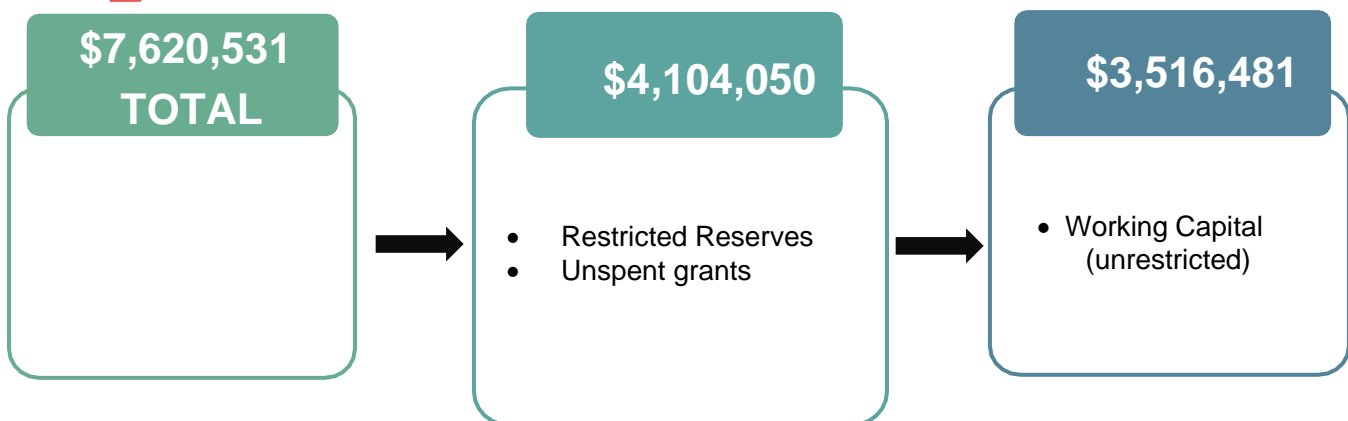 $7,620,531
TOTAL
$4,104,050
• Restricted Reserves
• Unspent grants
$3,516,481
• Working Capital
(unrestricted)